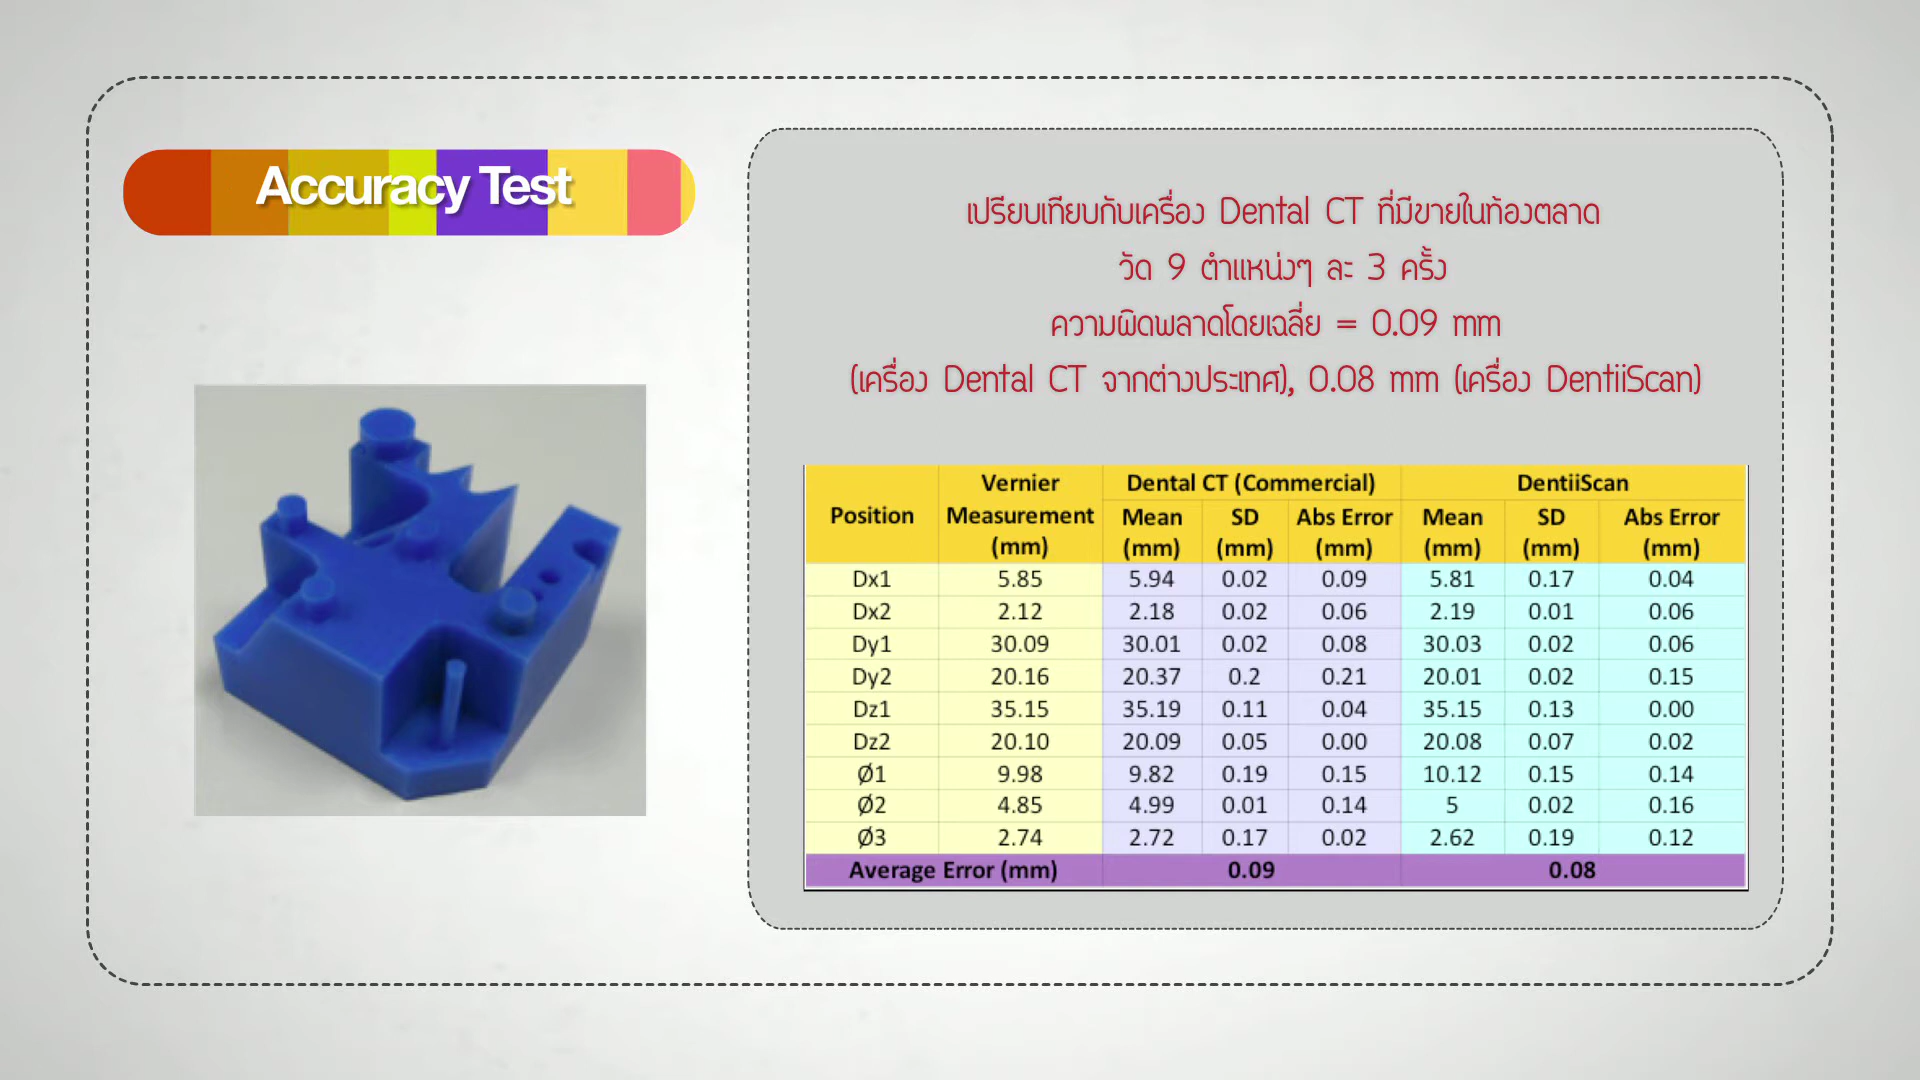 Accuracy Test
เปรียบเทียบกับเครื่อง Dental CT ที่มีขายในท้องตลาด
วัด 9 ตำแหน่งๆ ละ 3 ครั้ง
ความผิดพลาดโดยเฉลี่ย = 0.09 mm
(เครื่อง Dental CT จากต่างประเทศ), 0.08 mm (เครื่อง DentiiScan)
Position Vernier Measurement (mm) Dental CT (Commercial) DentiiScan
Mean (mm) SD (mm) Abs Error (mm) Mean (mm) SD (mm) Abs Error (mm)
Dx1 5.85 5.94 0.02 0.09 5.81 0.17 0.04
Dx2 2.12 2.18 0.02 0.06 2.19 0.01 0.06
Dy1 30.09 30.01 0.02 0.08 30.03 0.02 0.06
Dy2 20.16 20.37 0.2 0.21 20.01 0.02 0.15
Dz1 35.15 35.19 0.11 0.04 35.15 0.13 0.00
Dz2 20.10 20.09 0.05 0.00 20.08 0.07 0.02
Ø1 9.98 9.82 0.19 0.15 10.12 0.15 0.14
Ø2 4.85 4.99 0.01 0.14 5 0.02 0.16
Ø3 2.74 2.72 0.17 0.02 2.62 0.19 0.12
Average Error (mm) 0.09 0.08